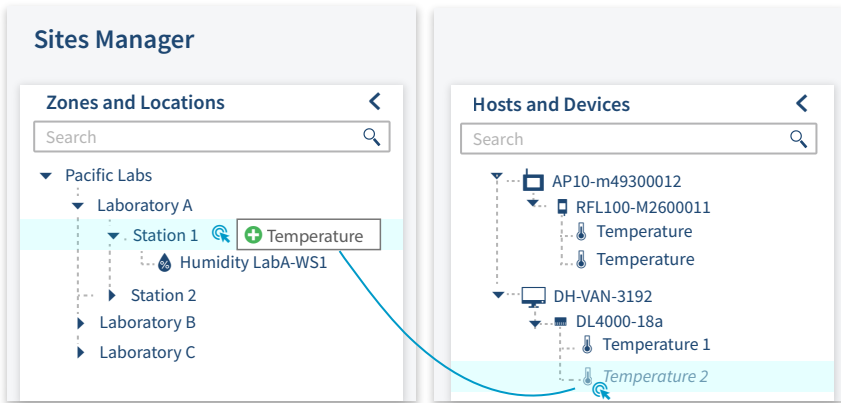 Sites Manager
Zones and Locations
Search
Pacific Labs
Laboratory A
Station 1
Temperature
Humidity LabA-WS1
Station 2
Laboratory B
Laboratory C
Hosts and Devices
Search
AP10-m49300012
RFL100-M2600011
Temperature
Temperature
DH-VAN-3192
DL4000-18a
Temperature 1
Temperature 2